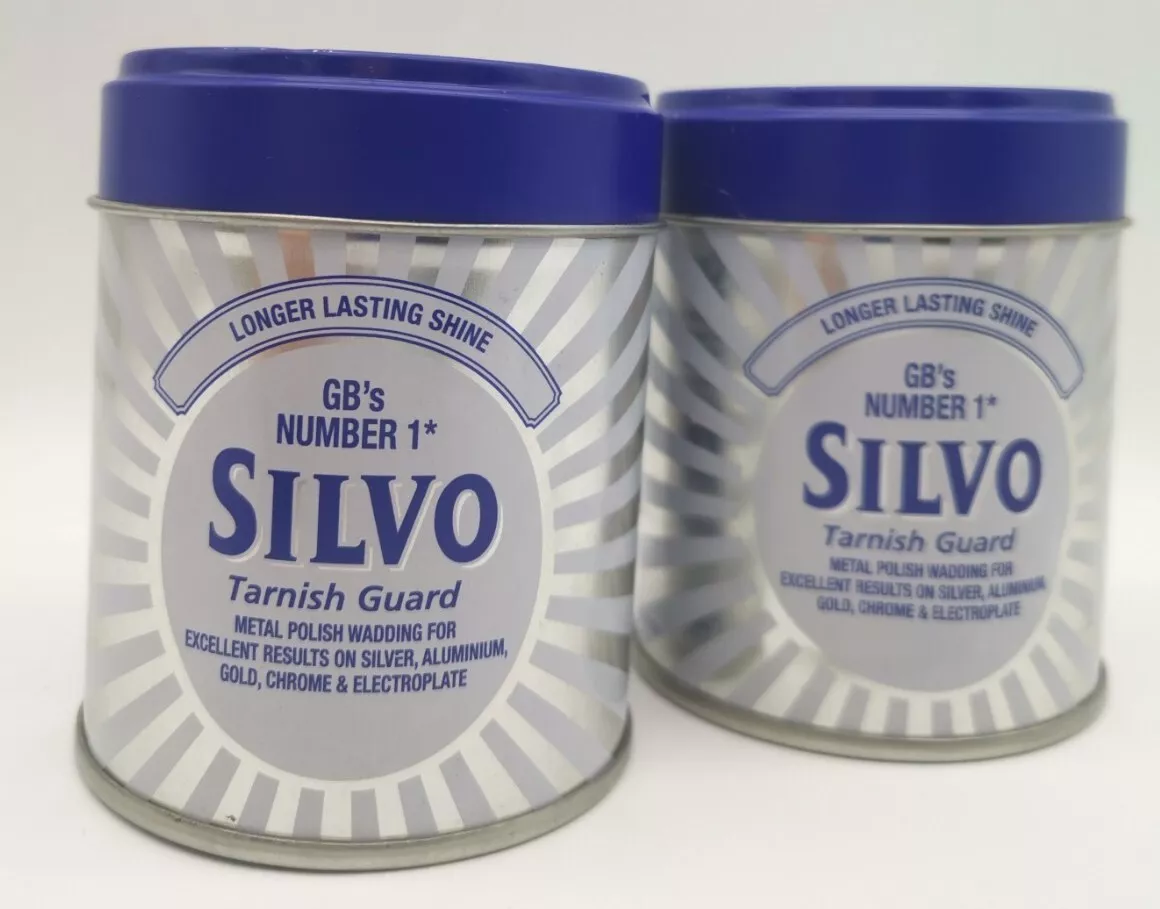 LONGER LASTING SHINE
GB's
NUMBER 1*
SILVO
Tarnish Guard
METAL POLISH WADDING FOR
EXCELLENT RESULTS ON SILVER, ALUMINIUM,
GOLD, CHROME & ELECTROPLATE
LONGER LASTING SHINE
GB's
NUMBER 1*
SILVO
Tarnish Guard
METAL POLISH WADDING FOR
EXCELLENT RESULTS ON SILVER, ALUMINIUM,
GOLD, CHROME & ELECTROPLATE